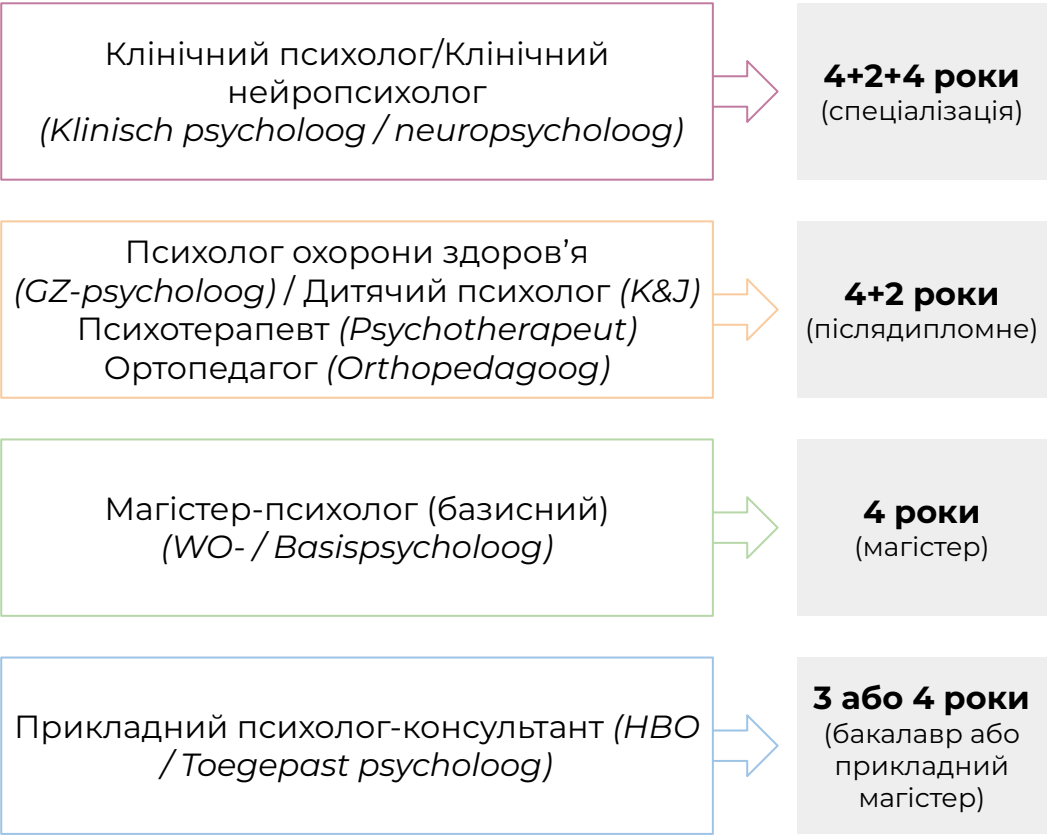 Клінічний психолог/Клінічний
нейропсихолог
(Klinisch psycholoog / neuropsycholoog)
4+2+4 роки
(спеціалізація)
Психолог охорони здоров’я
(GZ-psycholoog) / Дитячий психолог (K&J)
Психотерапевт (Psychotherapeut)
Ортопедагог (Orthopedagoog)
4+2 роки
(післядипломне)
Магістер-психолог (базисний)
(WO- / Basispsycholoog)
4 роки
(магістер)
Прикладний психолог-консультант (HBO
/ Toegepast psycholoog)
3 або 4 роки
(бакалавр або
прикладний
магістер)